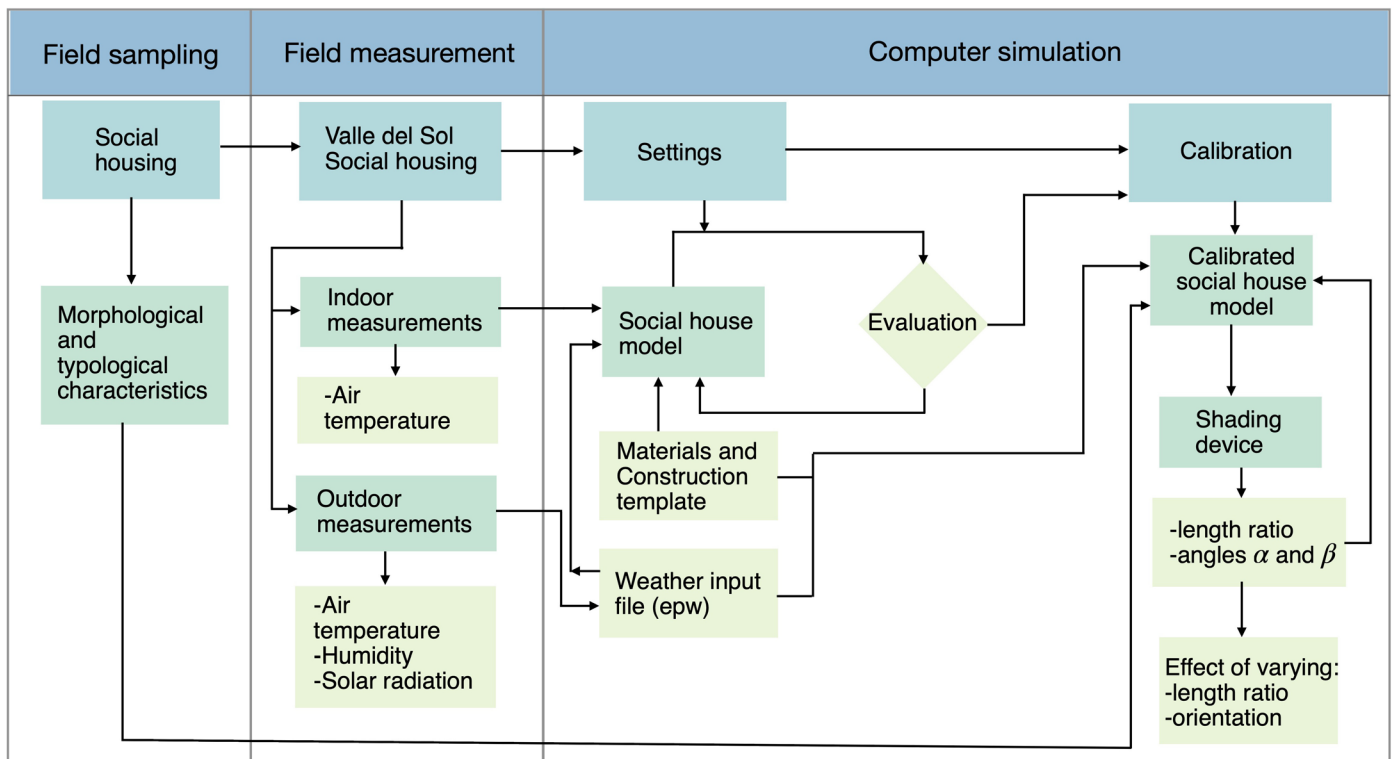 Field sampling
Field measurement
Computer simulation
Social
housing
Valle del Sol
Social housing
Settings
Calibration
Morphological
and
typological
characteristics
Indoor
measurements
-Air
temperature
Outdoor
measurements
-Air
temperature
-Humidity
-Solar radiation
Social house
model
Evaluation
Materials and
Construction
template
Weather input
file (epw)
Calibrated
social house
model
Shading
device
-length ratio
-angles α and β
Effect of varying:
-length ratio
-orientation